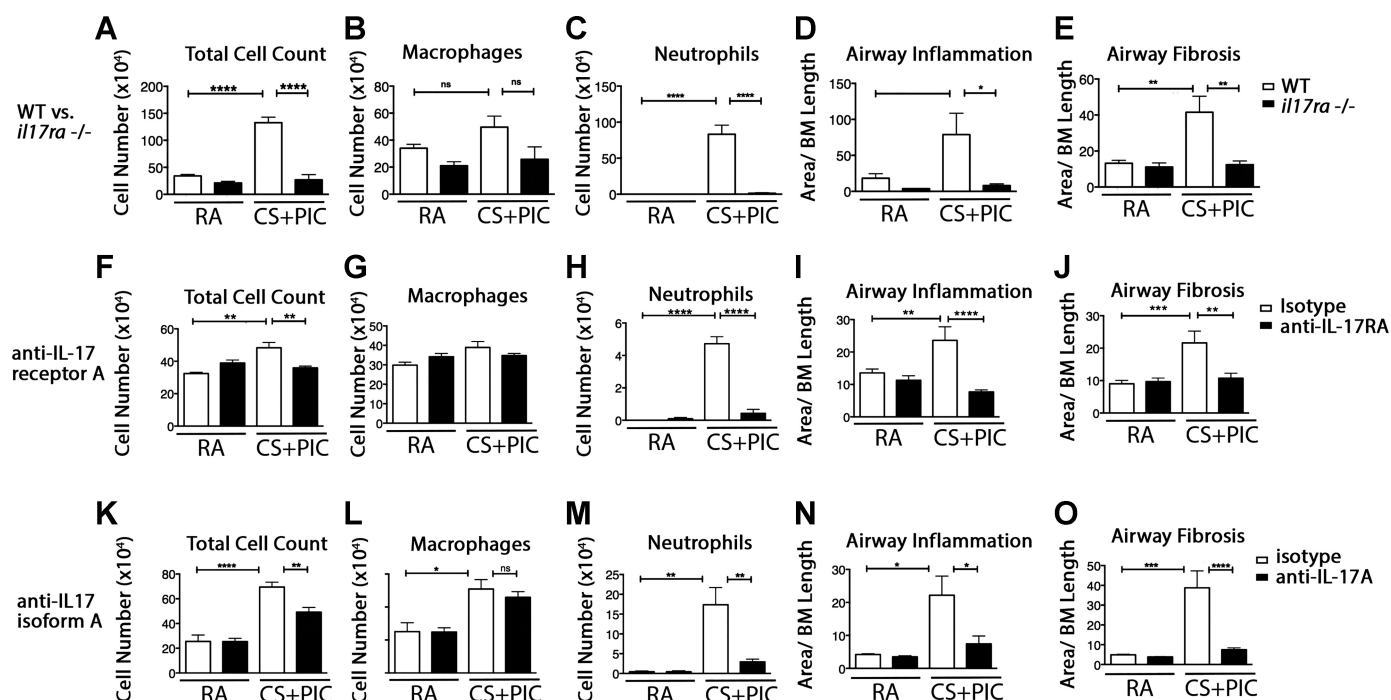 A B C D E
Total Cell Count Macrophages Neutrophils Airway Inflammation Airway Fibrosis
WT vs.
il17ra -/-
Cell Number (x10⁴) Cell Number (x10⁴) Cell Number (x10⁴) Area/ BM Length Area/ BM Length
200 80 150 150 60
150 60 100 100 40
100 40 50 50 20
50 20 0 0 0
0 0
**** **** ns ns **** **** * ** **
WT
il17ra -/-
RA CS+PIC RA CS+PIC RA CS+PIC RA CS+PIC RA CS+PIC
F G H I J
Total Cell Count Macrophages Neutrophils Airway Inflammation Airway Fibrosis
anti-IL-17
receptor A
Cell Number (x10⁴) Cell Number (x10⁴) Cell Number (x10⁴) Area/ BM Length Area/ BM Length
60 50 6 30 30
40 40 4 20 20
20 30 2 10 10
0 20 0 0 0
10
0
** ** **** **** ** **** *** **
Isotype
anti-IL-17RA
RA CS+PIC RA CS+PIC RA CS+PIC RA CS+PIC RA CS+PIC
K L M N O
Total Cell Count Macrophages Neutrophils Airway Inflammation Airway Fibrosis
anti-IL17
isoform A
Cell Number (x10⁴) Cell Number (x10⁴) Cell Number (x10⁴) Area/ BM Length Area/ BM Length
80 25 30 50
60 20 20 40
40 15 10 30
20 10 0 20
0 5 10
0 0
**** ** * ns ** ** * * *** ****
isotype
anti-IL-17A
RA CS+PIC RA CS+PIC RA CS+PIC RA CS+PIC RA CS+PIC